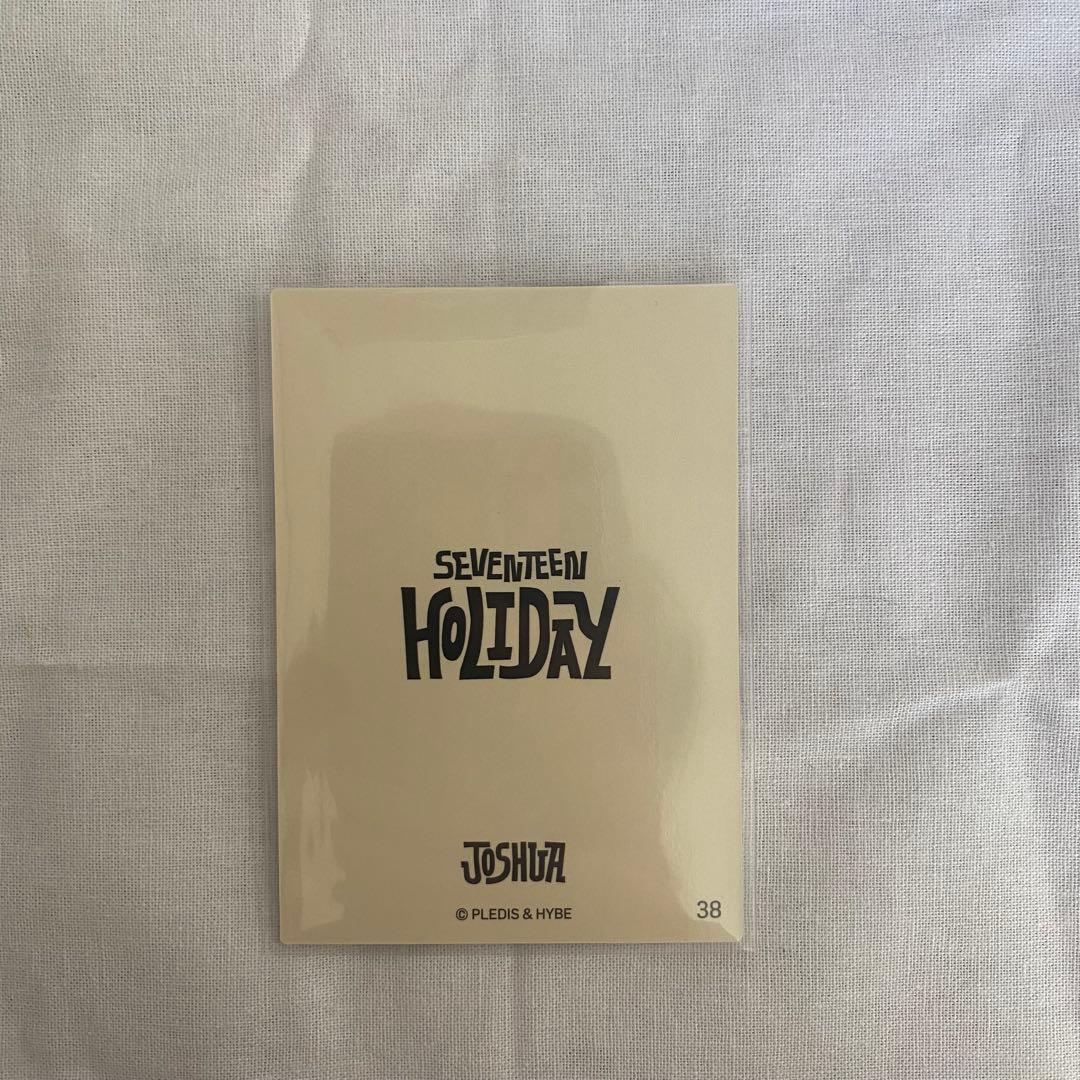 SEVENTEEN
HOLIDAY
JOSHUA
© PLEDIS & HYBE
38